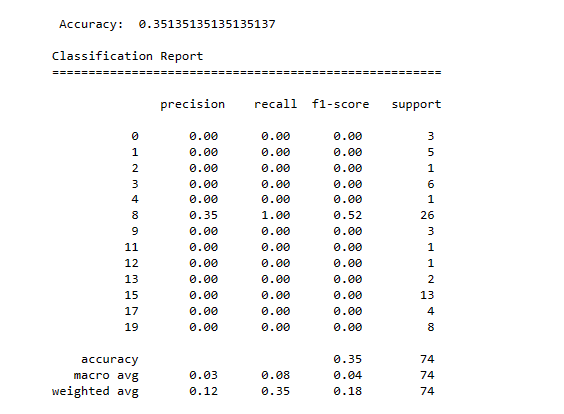 Accuracy: 0.35135135135135137
Classification Report
======================================================
precision recall f1-score support
0 0.00 0.00 0.00 3
1 0.00 0.00 0.00 5
2 0.00 0.00 0.00 1
3 0.00 0.00 0.00 6
4 0.00 0.00 0.00 1
8 0.35 1.00 0.52 26
9 0.00 0.00 0.00 3
11 0.00 0.00 0.00 1
12 0.00 0.00 0.00 1
13 0.00 0.00 0.00 2
15 0.00 0.00 0.00 13
17 0.00 0.00 0.00 4
19 0.00 0.00 0.00 8
accuracy 0.35 74
macro avg 0.03 0.08 0.04 74
weighted avg 0.12 0.35 0.18 74